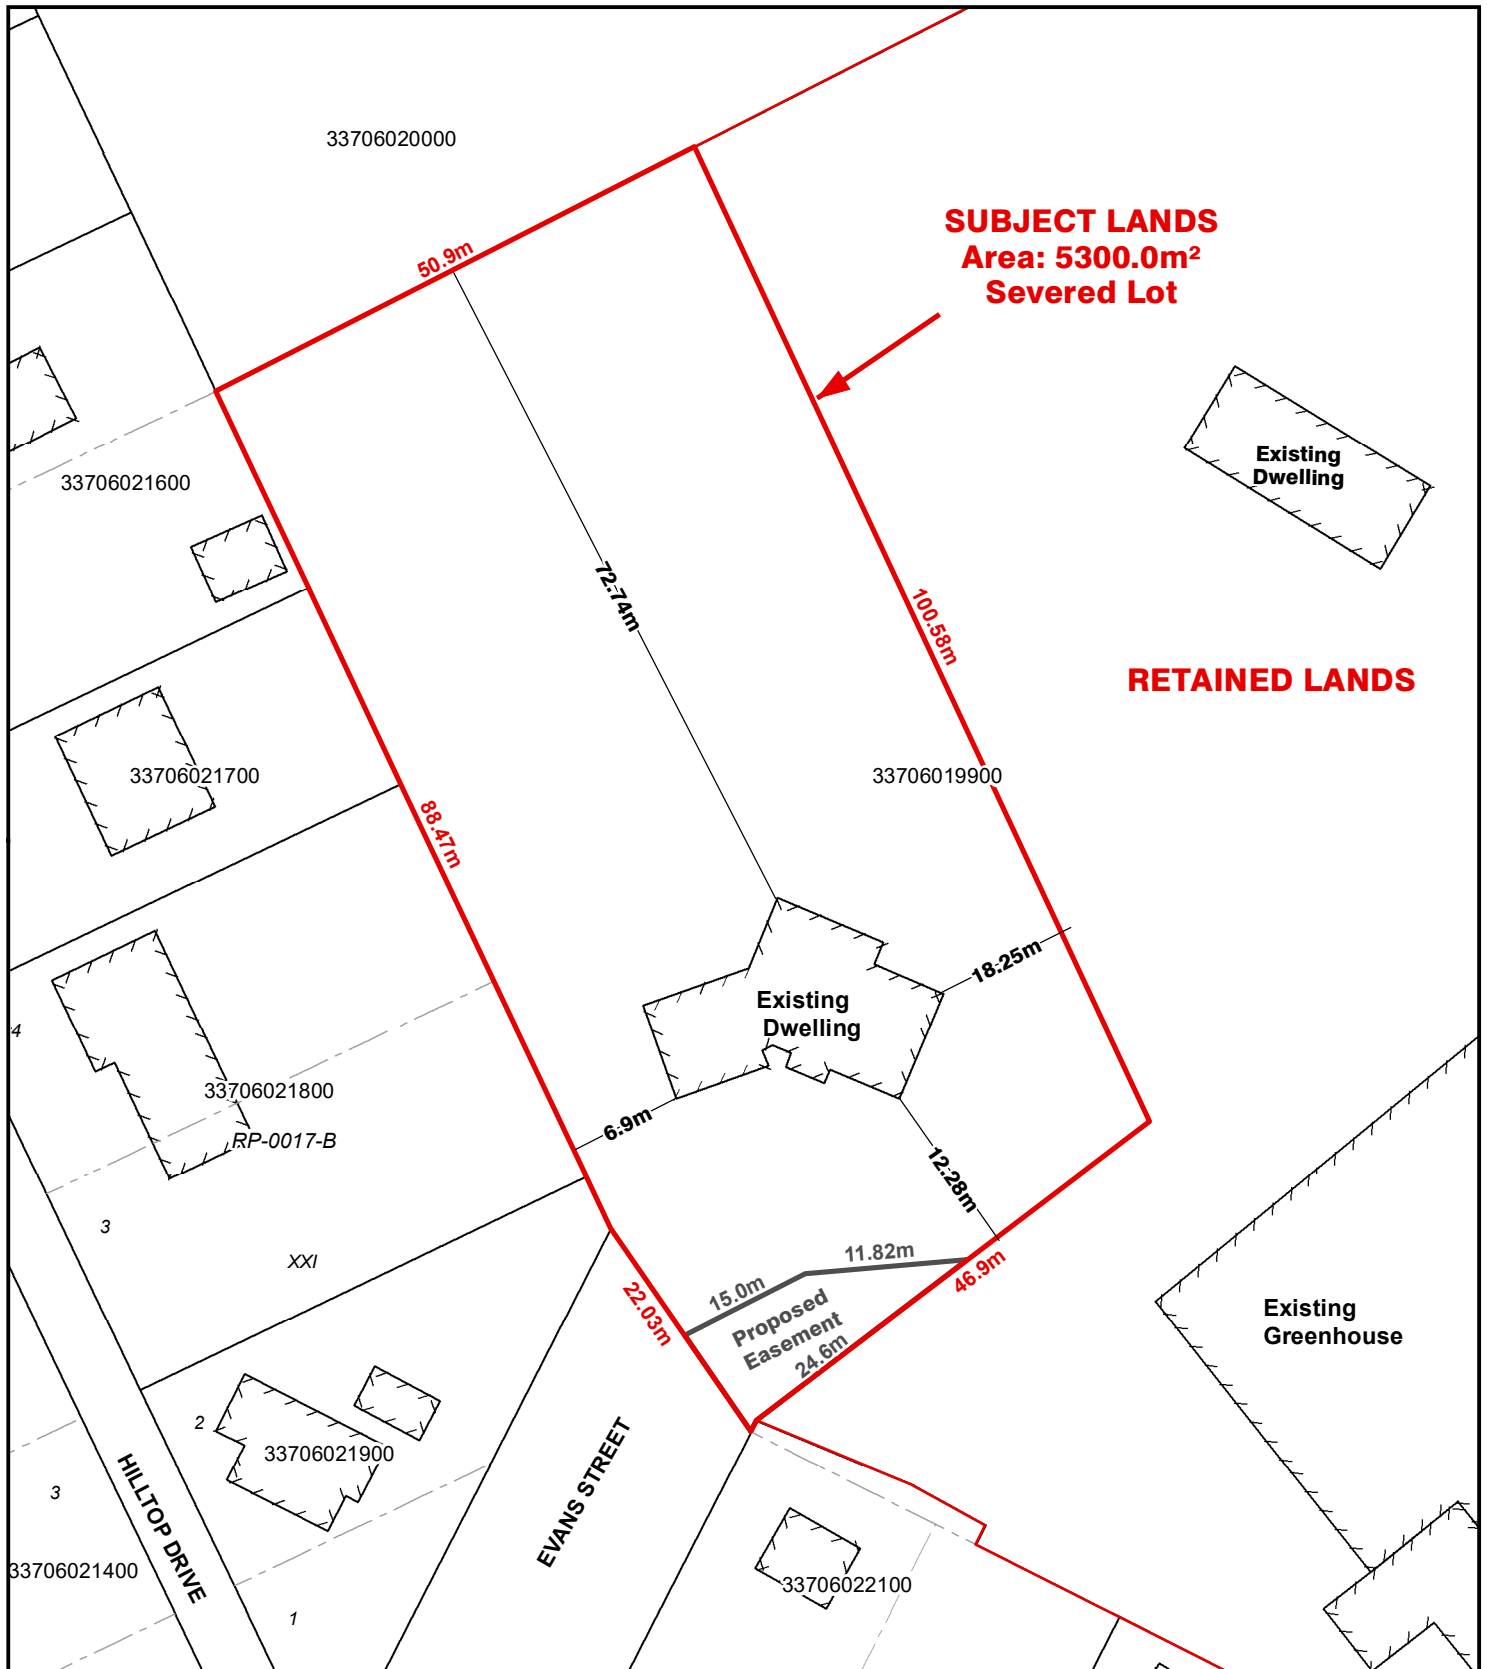 33706020000
SUBJECT LANDS
Area: 5300.0m²
Severed Lot
50.9m
Existing
Dwelling
33706021600
72.74m
100.58m
RETAINED LANDS
33706021700
33706019900
88.47m
18.25m
Existing
Dwelling
4
33706021800
RP-0017-B
6.9m
12.28m
3
XXI
11.82m
46.9m
15.0m
22.03m
Proposed
Easement
24.6m
Existing
Greenhouse
2
33706021900
EVANS STREET
HILLTOP DRIVE
3
33706021400
33706022100
1